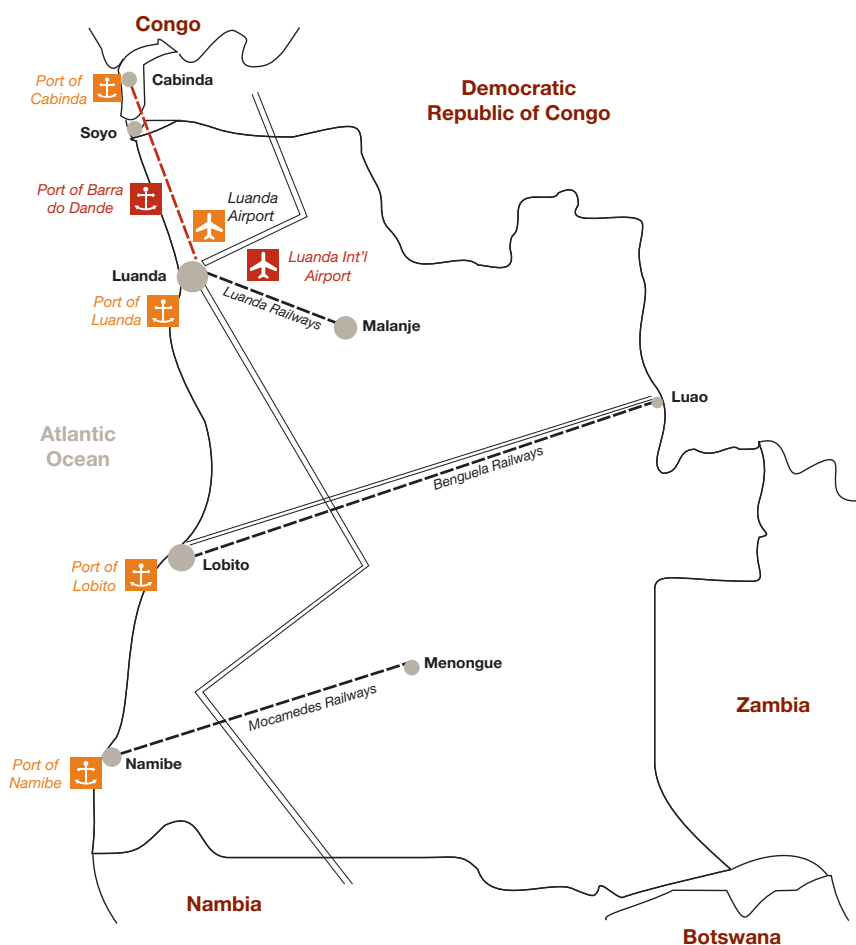 Congo
Port of
Cabinda
Cabinda
Democratic
Republic of Congo
Soyo
Port of Barra
do Dande
Luanda
Airport
Luanda Int'l
Airport
Luanda
Port of
Luanda
Luanda Railways
Malanje
Luao
Atlantic
Ocean
Benguela Railways
Port of
Lobito
Lobito
Menongue
Mocamedes Railways
Zambia
Namibe
Port of
Namibe
Nambia
Botswana